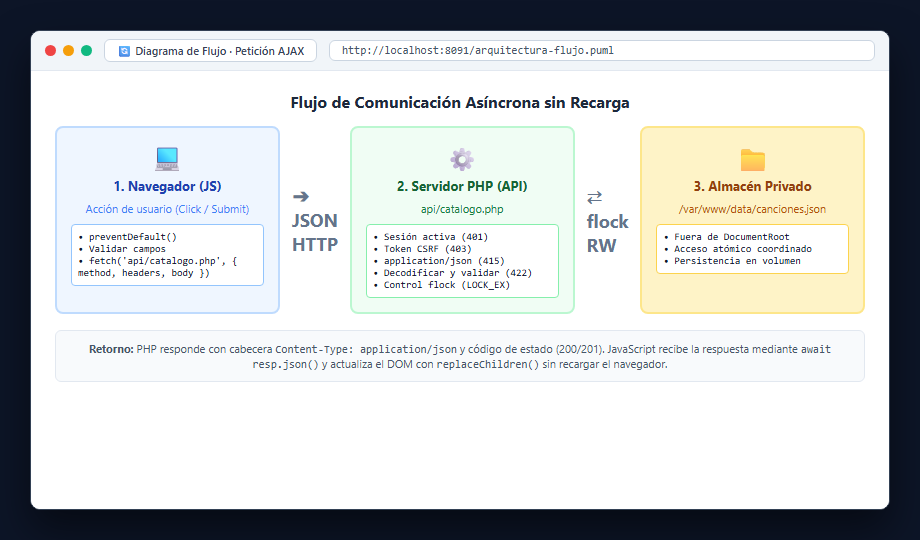 Diagrama de Flujo · Petición AJAX
http://localhost:8091/arquitectura-flujo.puml
Flujo de Comunicación Asíncrona sin Recarga
1. Navegador (JS)
Acción de usuario (Click / Submit)
• preventDefault()
• Validar campos
• fetch('api/catalogo.php', {
method, headers, body })
➔
JSON
HTTP
2. Servidor PHP (API)
api/catalogo.php
• Sesión activa (401)
• Token CSRF (403)
• application/json (415)
• Decodificar y validar (422)
• Control flock (LOCK_EX)
⇄
flock
RW
3. Almacén Privado
/var/www/data/canciones.json
• Fuera de DocumentRoot
• Acceso atómico coordinado
• Persistencia en volumen
Retorno: PHP responde con cabecera Content-Type: application/json y código de estado (200/201). JavaScript recibe la respuesta mediante await
resp.json() y actualiza el DOM con replaceChildren() sin recargar el navegador.